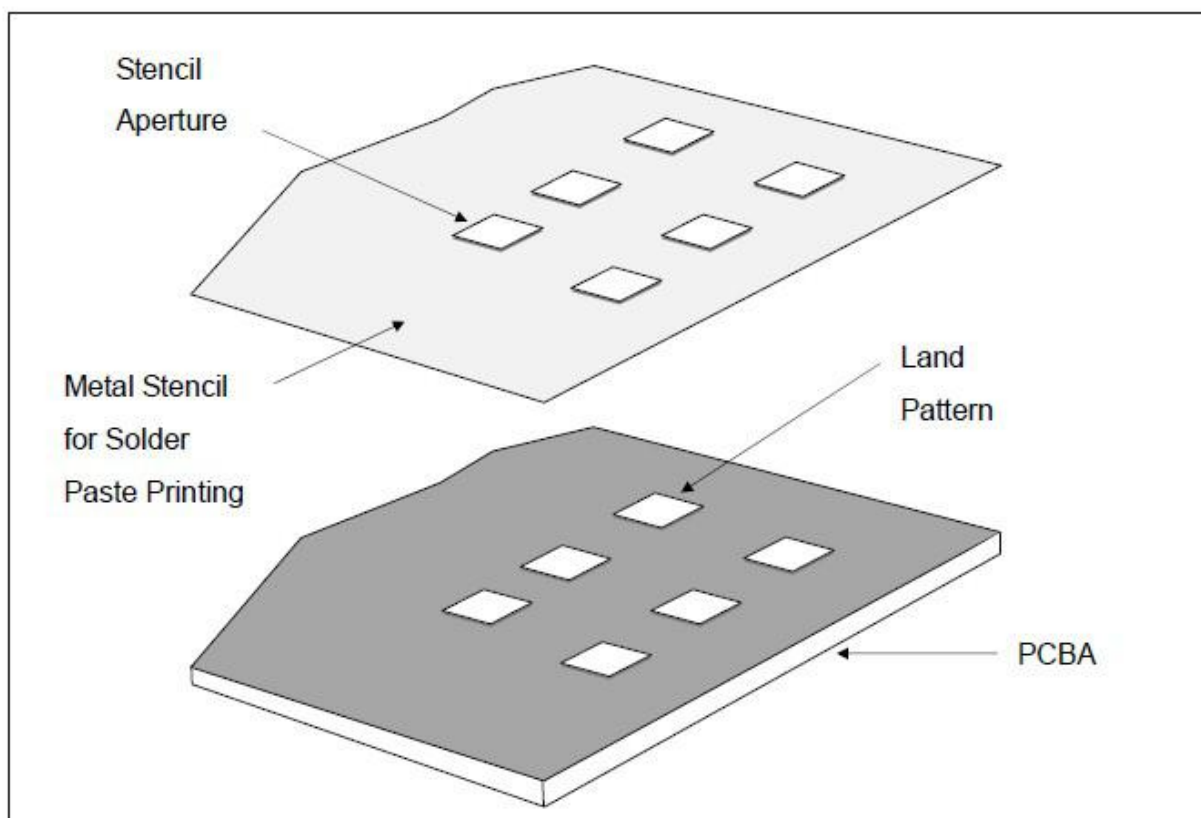 Stencil
Aperture
Metal Stencil
for Solder
Paste Printing
Land
Pattern
PCBA